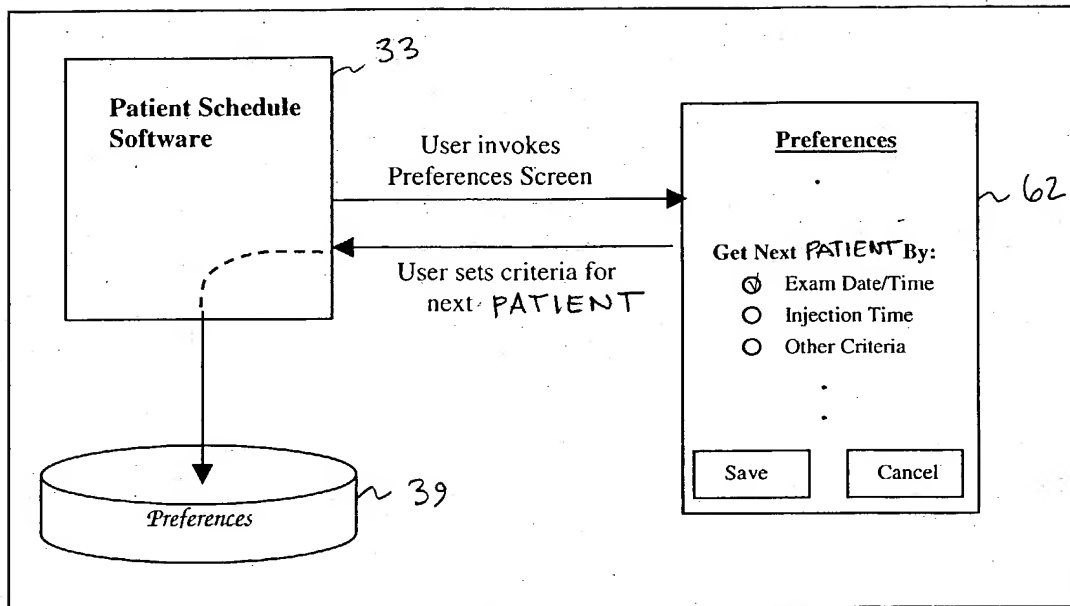 33
Patient Schedule
Software
User invokes
Preferences Screen
Preferences
62
Get Next PATIENT By:
Exam Date/Time
Injection Time
Other Criteria
User sets criteria for
next PATIENT
Save
Cancel
39
Preferences